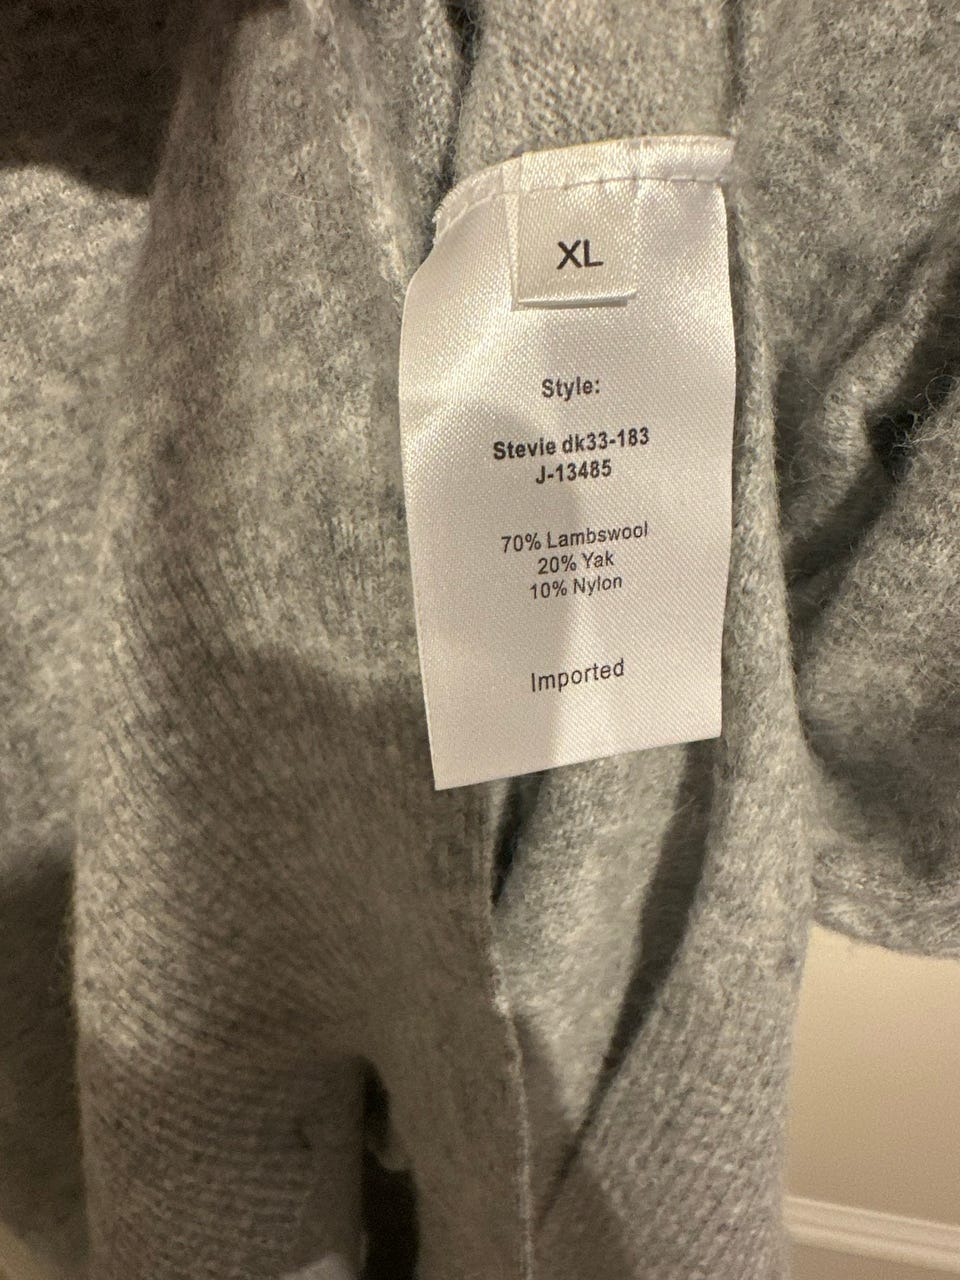 XL
Style:
Stevie dk33-183
J-13485
70% Lambswool
20% Yak
10% Nylon
Imported